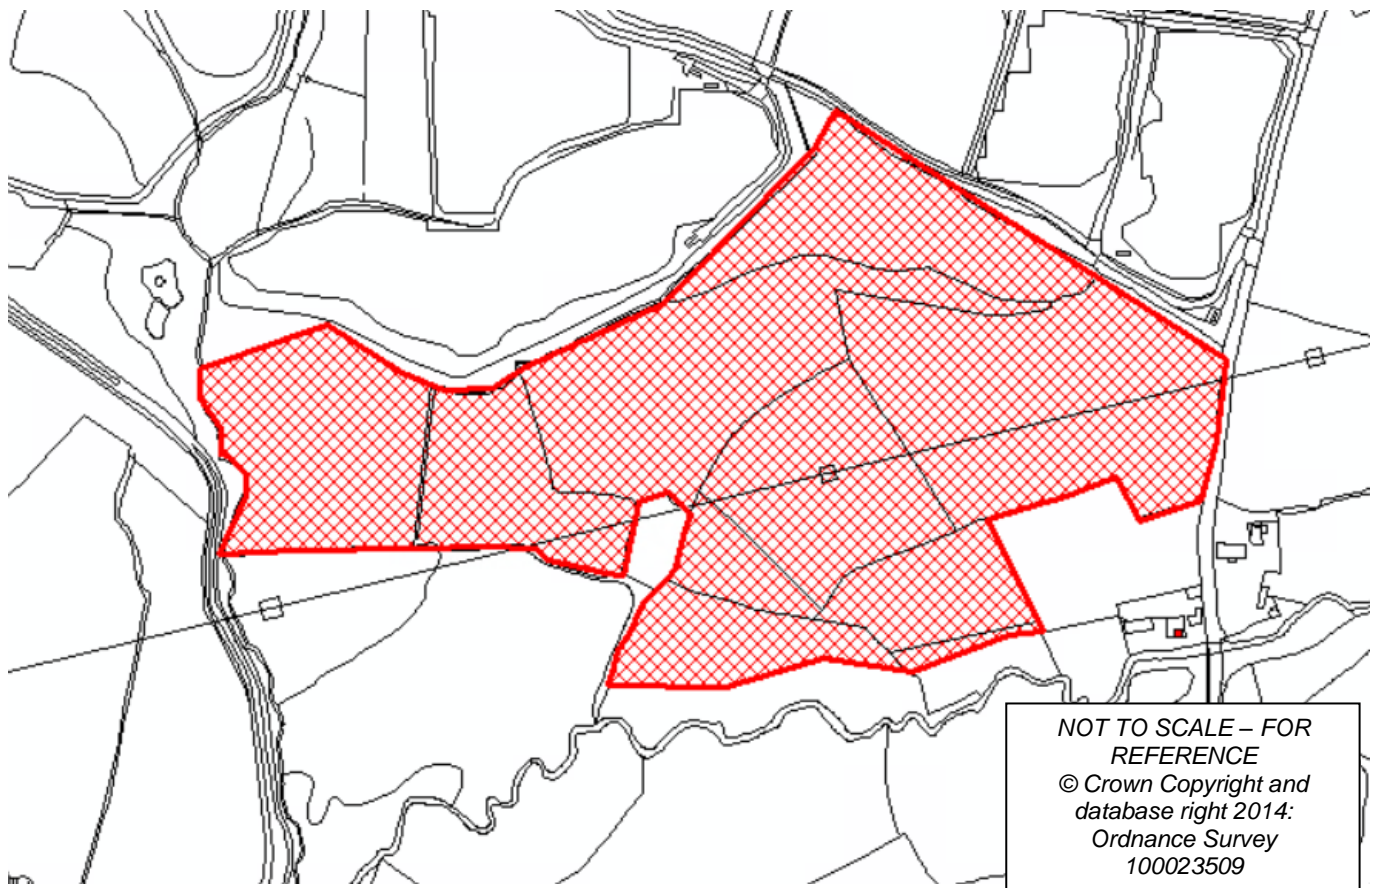 NOT TO SCALE – FOR
REFERENCE
© Crown Copyright and
database right 2014:
Ordnance Survey
100023509